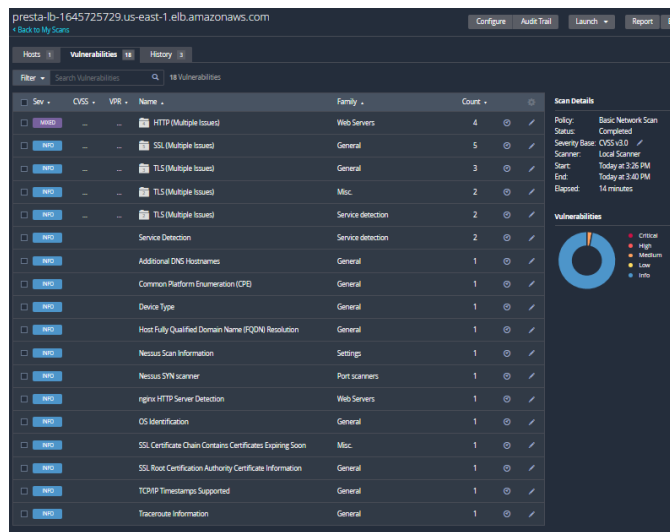 presta-lb-1645725729.us-east-1.elb.amazonaws.com
< Back to My Scans
Configure Audit Trail Launch Report
Hosts 1 Vulnerabilities 18 History 3
Filter Search Vulnerabilities 18 Vulnerabilities
Sev CVSS VPR Name Family Count
MIXED ... ... HTTP (Multiple Issues) Web Servers 4
INFO ... ... SSL (Multiple Issues) General 5
INFO ... ... TLS (Multiple Issues) General 3
INFO ... ... TLS (Multiple Issues) Misc. 2
INFO ... ... TLS (Multiple Issues) Service detection 2
INFO Service Detection Service detection 2
INFO Additional DNS Hostnames General 1
INFO Common Platform Enumeration (CPE) General 1
INFO Device Type General 1
INFO Host Fully Qualified Domain Name (FQDN) Resolution General 1
INFO Nessus Scan Information Settings 1
INFO Nessus SYN scanner Port scanners 1
INFO nginx HTTP Server Detection Web Servers 1
INFO OS Identification General 1
INFO SSL Certificate Chain Contains Certificates Expiring Soon Misc. 1
INFO SSL Root Certification Authority Certificate Information General 1
INFO TCP/IP Timestamps Supported General 1
INFO Traceroute Information General 1
Scan Details
Policy: Basic Network Scan
Status: Completed
Severity Base: CVSS v3.0
Scanner: Local Scanner
Start: Today at 3:26 PM
End: Today at 3:40 PM
Elapsed: 14 minutes
Vulnerabilities
Critical
High
Medium
Low
Info